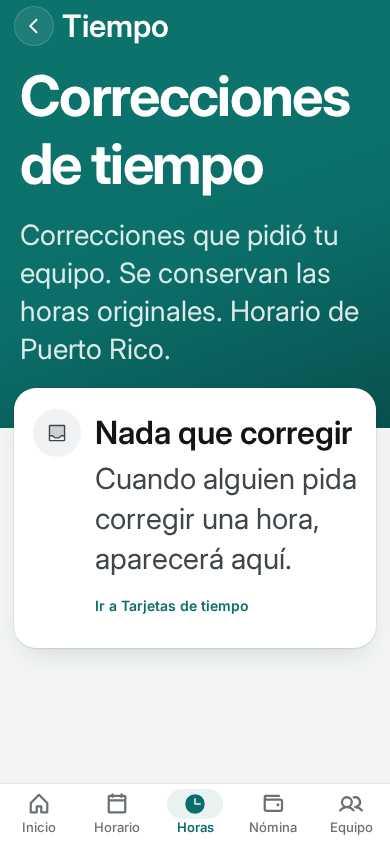 Tiempo
Correcciones
de tiempo
Correcciones que pidió tu
equipo. Se conservan las
horas originales. Horario de
Puerto Rico.
Nada que corregir
Cuando alguien pida
corregir una hora,
aparecerá aquí.
Ir a Tarjetas de tiempo
Inicio
Horario
Horas
Nómina
Equipo